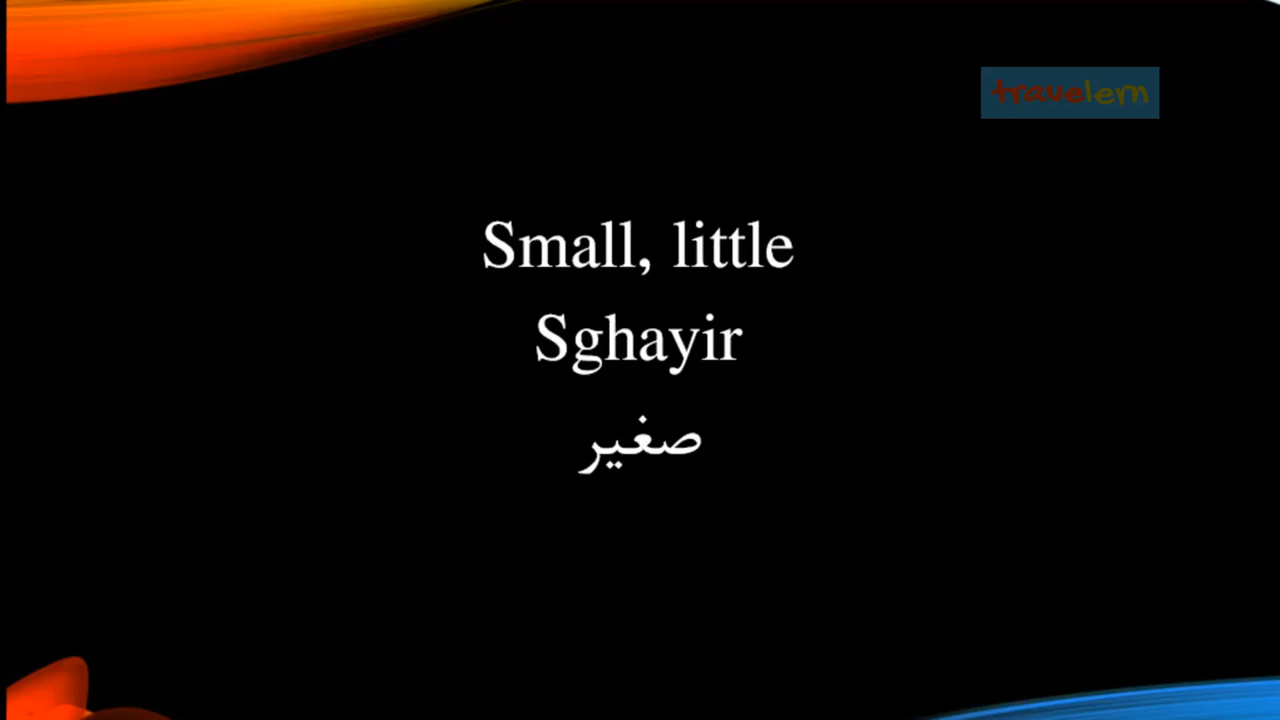 travelern
Small, little
Sghayir
صغير